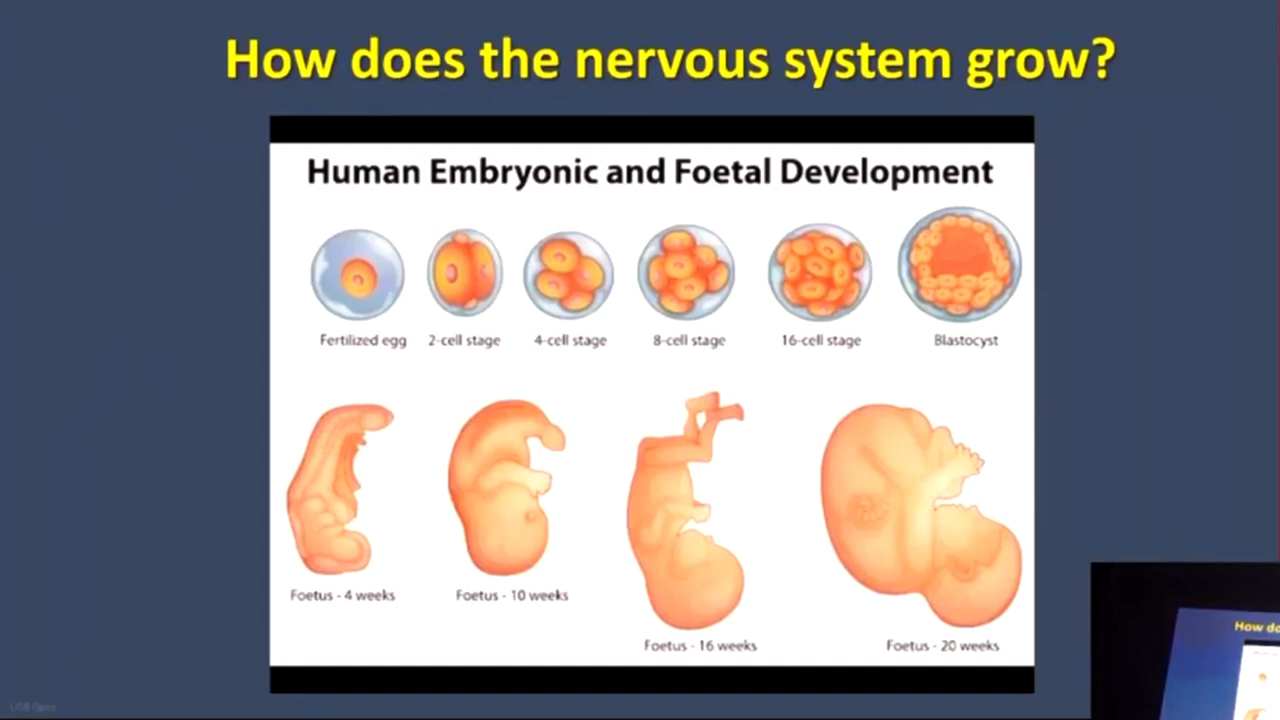 How does the nervous system grow?
Human Embryonic and Foetal Development
Fertilized egg 2-cell stage 4-cell stage 8-cell stage 16-cell stage Blastocyst
Foetus - 4 weeks Foetus - 10 weeks
Foetus - 16 weeks Foetus - 20 weeks
How do